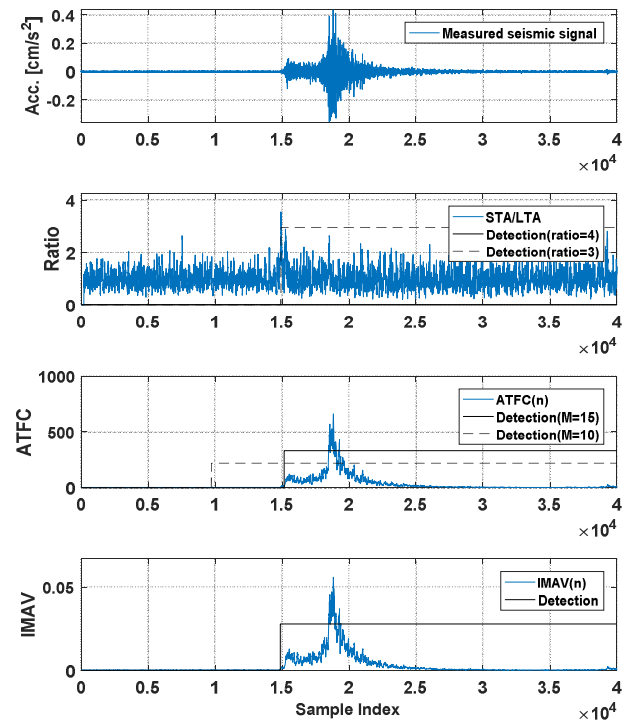 Acc. [cm/s²]
0.4
0.2
0
-0.2
Measured seismic signal
0 0.5 1 1.5 2 2.5 3 3.5 4
×10⁴
Ratio
4
2
0
STA/LTA
Detection(ratio=4)
Detection(ratio=3)
0 0.5 1 1.5 2 2.5 3 3.5 4
×10⁴
ATFC
1000
500
0
ATFC(n)
Detection(M=15)
Detection(M=10)
0 0.5 1 1.5 2 2.5 3 3.5 4
×10⁴
IMAV
0.05
0
IMAV(n)
Detection
0 0.5 1 1.5 2 2.5 3 3.5 4
Sample Index
×10⁴